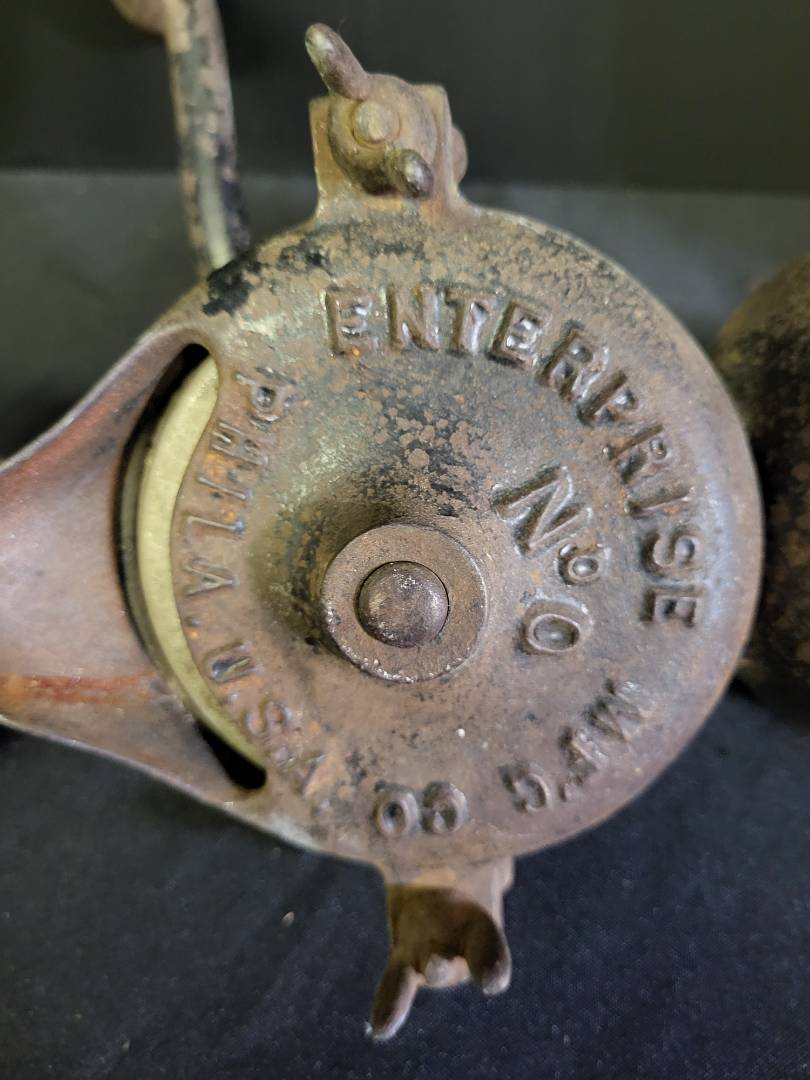 ENTERPRISE
MF'G CO
PHILA. U.S.A.
No 0